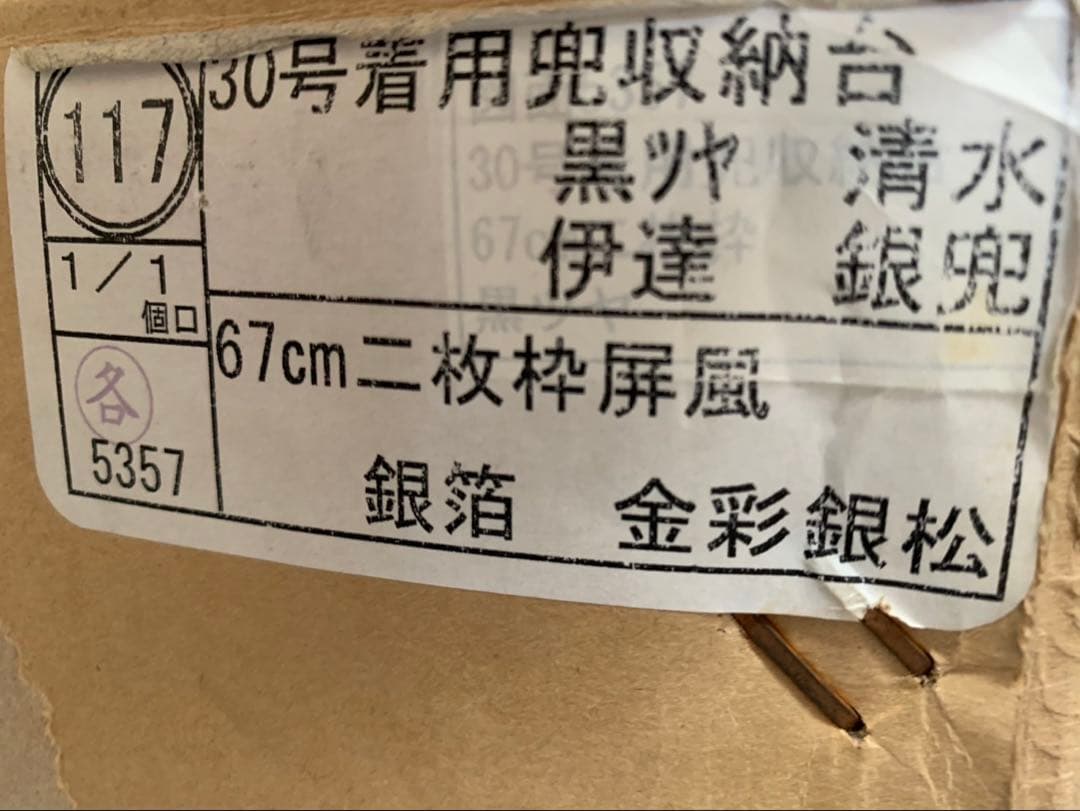 117
30号着用兜収納台
黒ツヤ 清水
伊達 銀兜
1/1
個口
67cm二枚枠屏風
銀箔 金彩銀松
各
5357